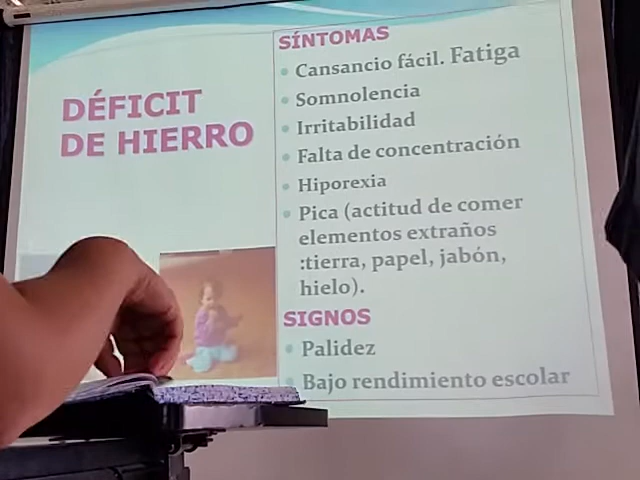 DÉFICIT
DE HIERRO
SÍNTOMAS
• Cansancio fácil. Fatiga
• Somnolencia
• Irritabilidad
• Falta de concentración
• Hiporexia
• Pica (actitud de comer
elementos extraños
:tierra, papel, jabón,
hielo).
SIGNOS
• Palidez
• Bajo rendimiento escolar